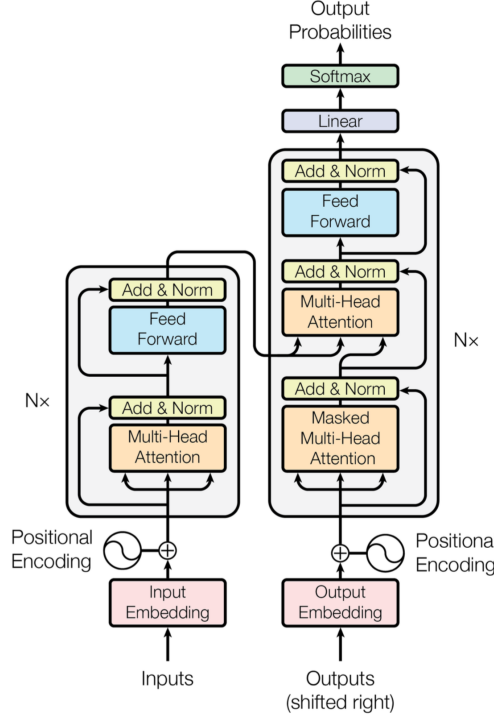 Output
Probabilities
Softmax
Linear
Add & Norm
Feed
Forward
Add & Norm
Multi-Head
Attention
Add & Norm
Masked
Multi-Head
Attention
N×
Positional
Encoding
Output
Embedding
Outputs
(shifted right)
Add & Norm
Feed
Forward
Add & Norm
Multi-Head
Attention
N×
Positional
Encoding
Input
Embedding
Inputs